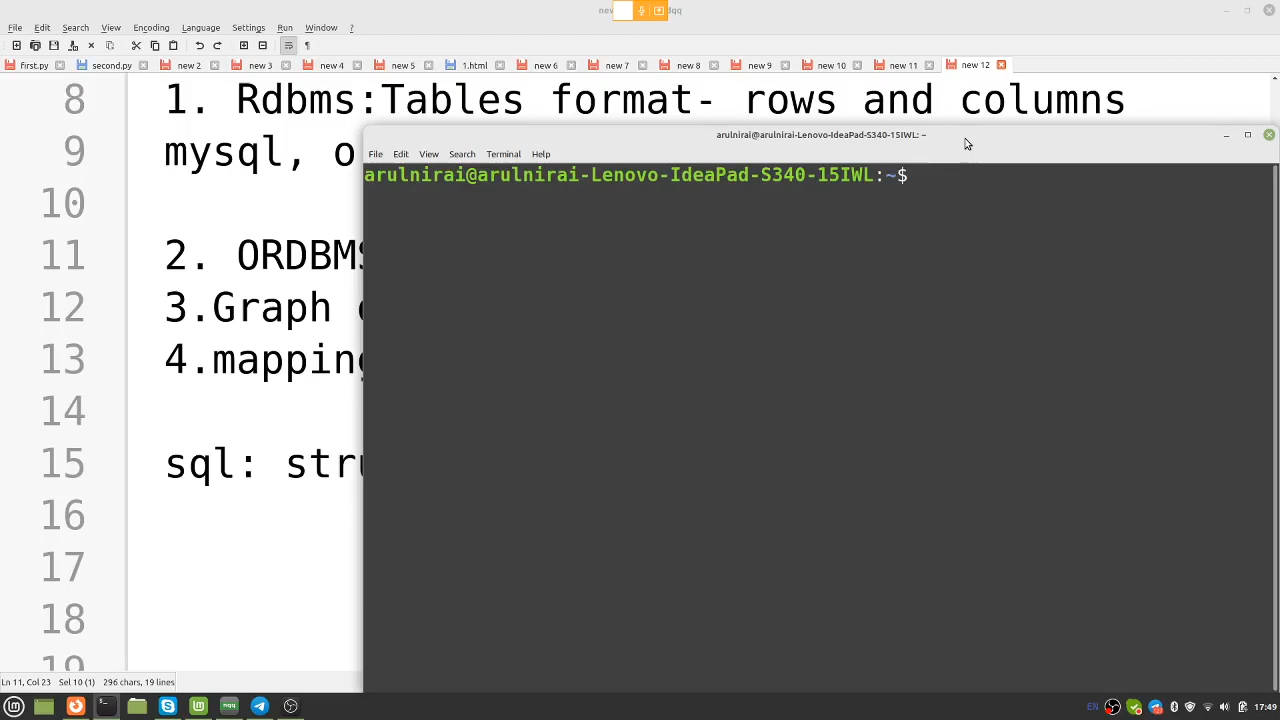 dqq
File Edit Search View Encoding Language Settings Run Window ?
first.py second.py new 2 new 3 new 4 new 5 1.html new 6 new 7 new 8 new 9 new 10 new 11 new 12
8 1. Rdbms:Tables format- rows and columns
9 mysql, o
10
11 2. ORDBMS
12 3.Graph
13 4.mapping
14
15 sql: stru
16
17
18
19
arulnirai@arulnirai-Lenovo-IdeaPad-S340-15IWL: ~
File Edit View Search Terminal Help
arulnirai@arulnirai-Lenovo-IdeaPad-S340-15IWL:~$
Ln 11, Col 23 Sel 10 (1) 296 chars, 19 lines
nqq
EN 17:49